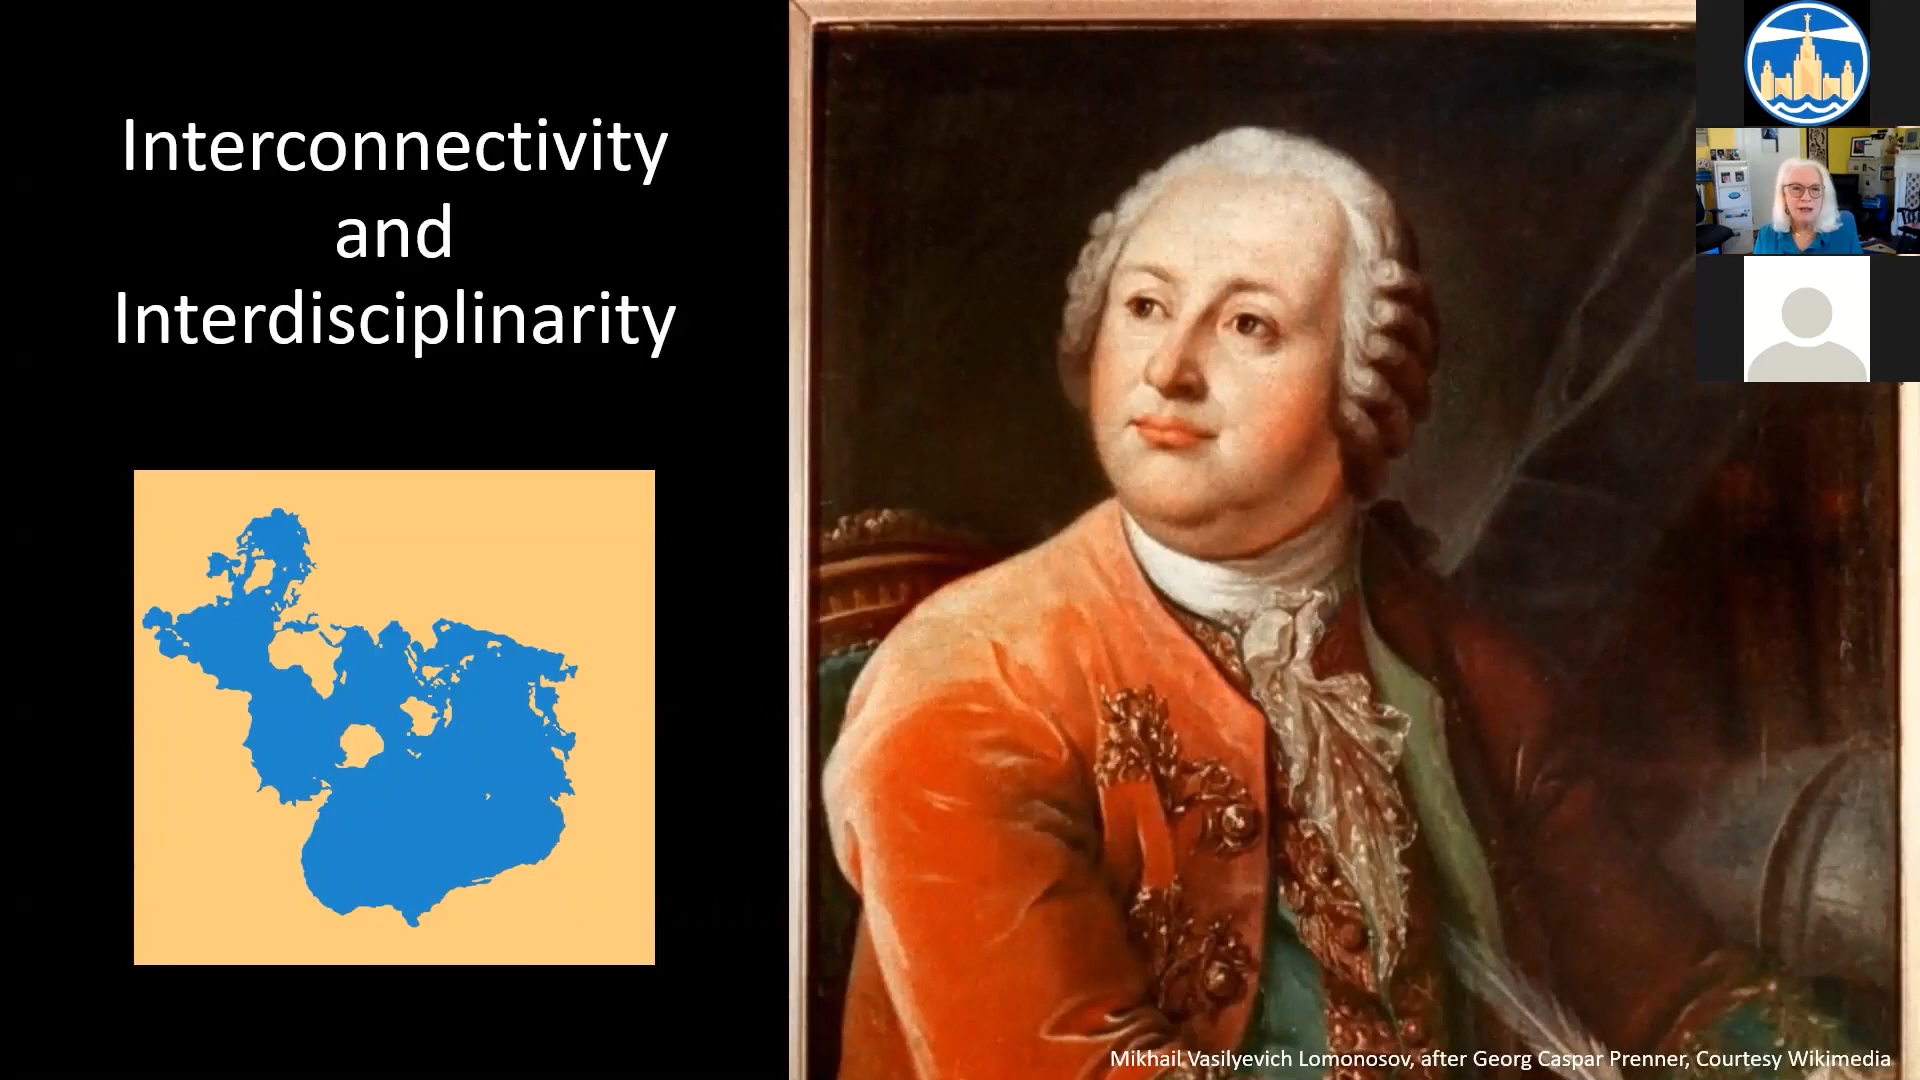 Interconnectivity
and
Interdisciplinarity
Mikhail Vasilyevich Lomonosov, after Georg Caspar Prenner, Courtesy Wikimedia